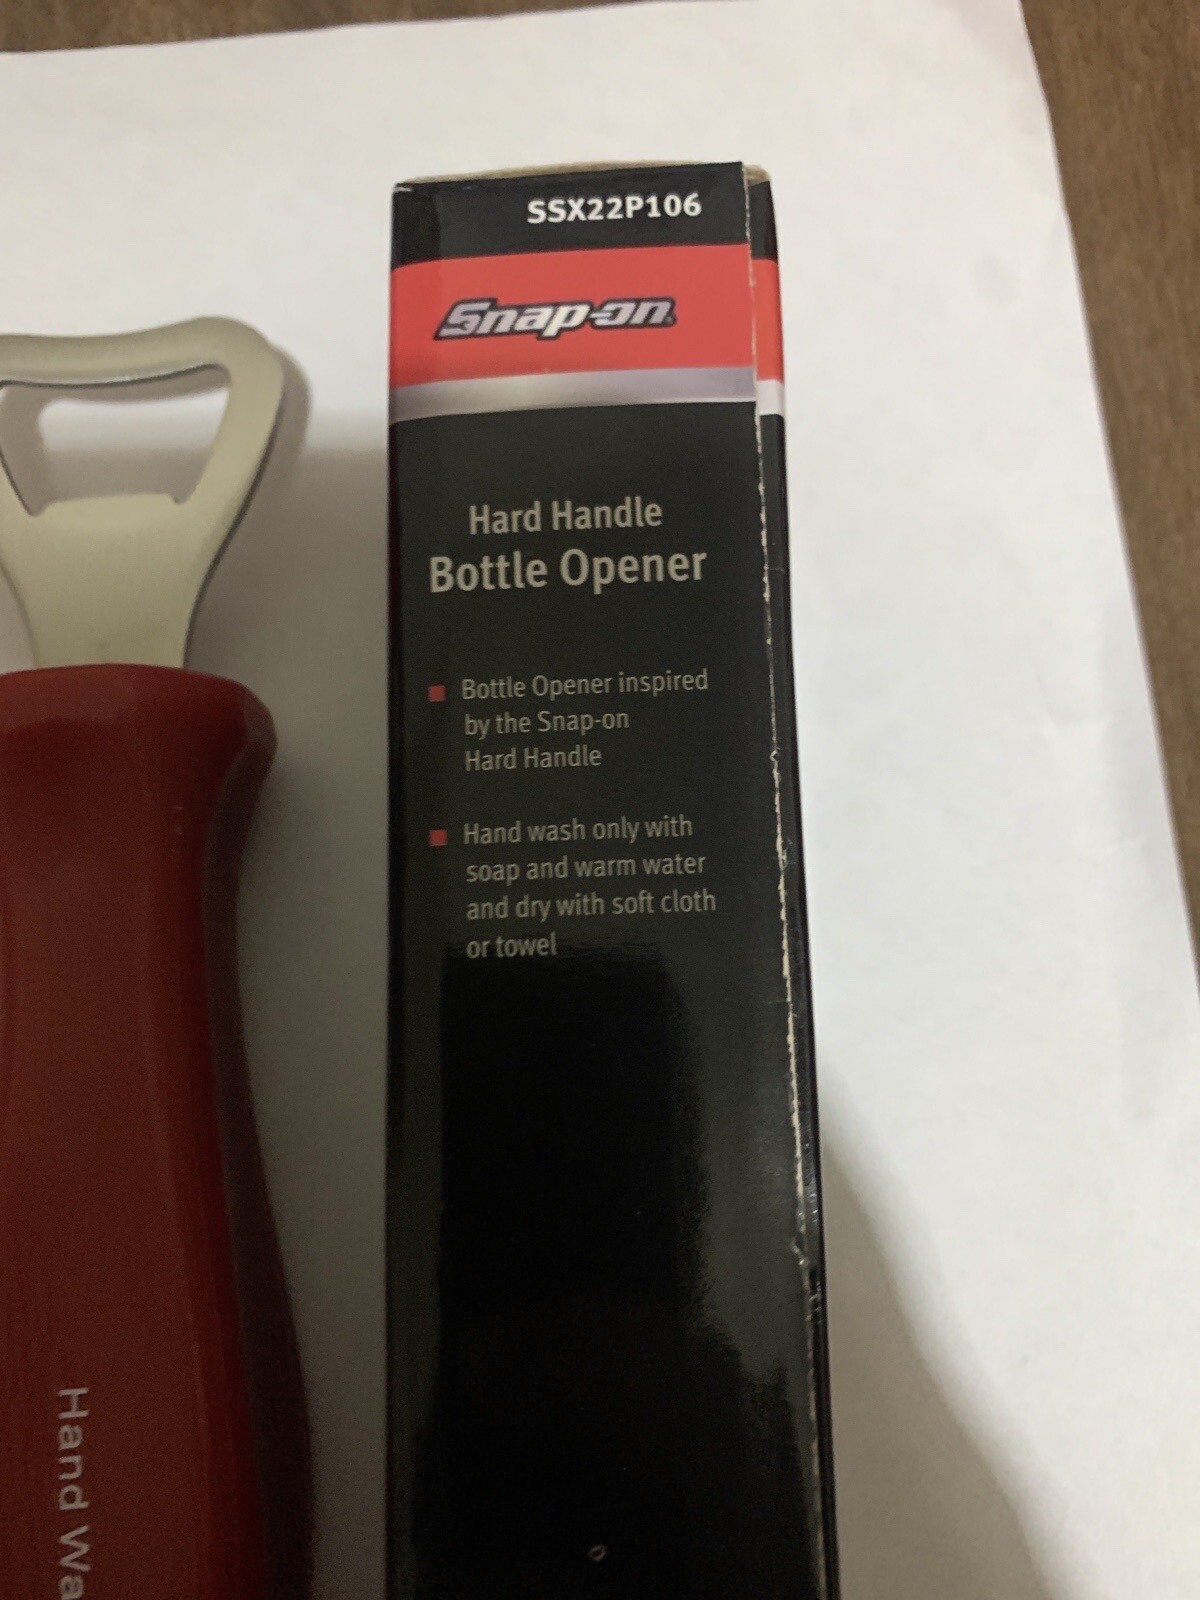 SSX22P106
Snap-on
Hard Handle
Bottle Opener
Bottle Opener inspired
by the Snap-on
Hard Handle
Hand wash only with
soap and warm water
and dry with soft cloth
or towel
Hand Wa